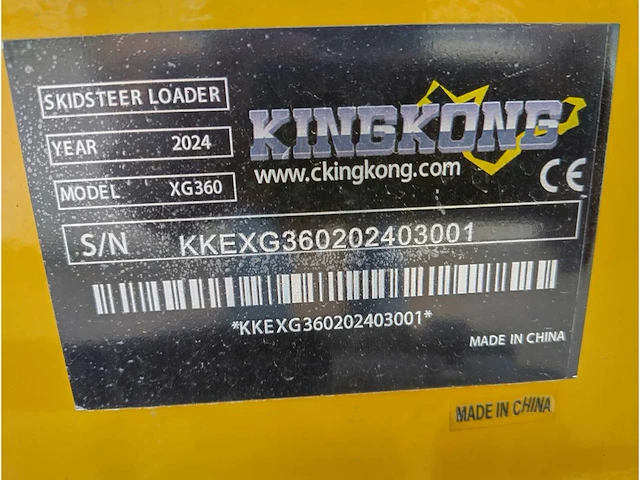 SKIDSTEER LOADER
YEAR 2024
MODEL XG360
KINGKONG
www.ckingkong.com
CE
S/N KKEXG360202403001
*KKEXG360202403001*
MADE IN CHINA
MADE IN CHINA